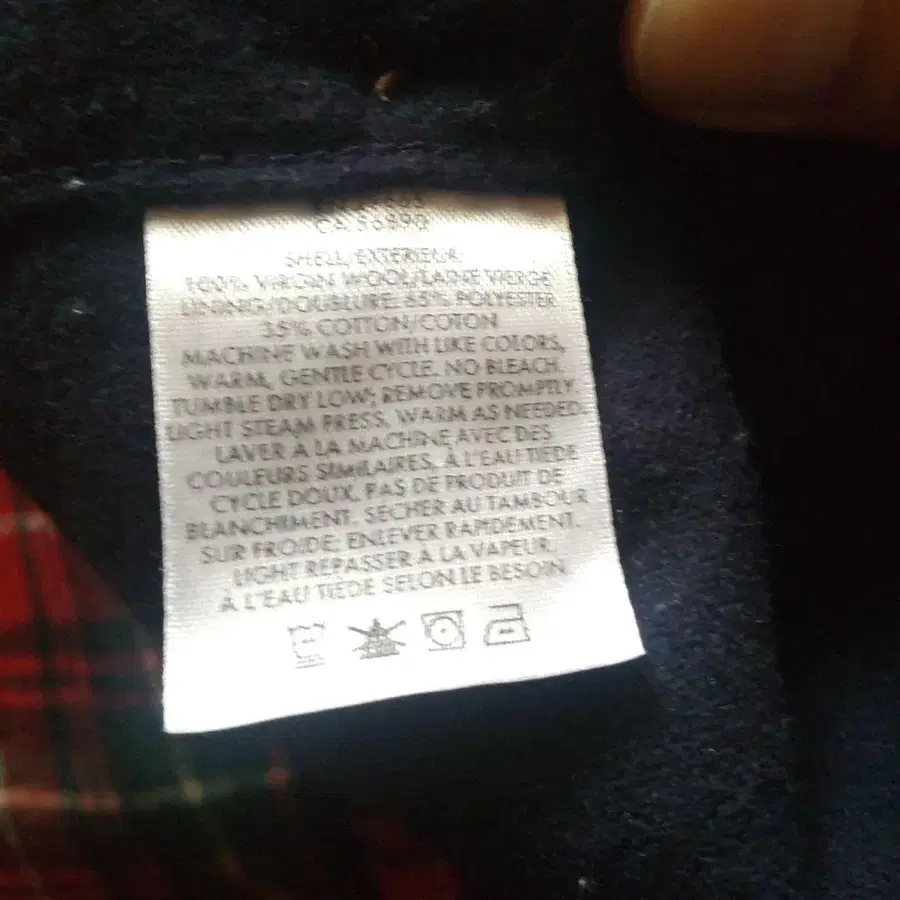 CA 56890
SHELL/EXTERIEUR:
100% VIRGIN WOOL/LAINE VIERGE
LINING/DOUBLURE: 65% POLYESTER
35% COTTON/COTON
MACHINE WASH WITH LIKE COLORS,
WARM, GENTLE CYCLE. NO BLEACH.
TUMBLE DRY LOW; REMOVE PROMPTLY.
LIGHT STEAM PRESS, WARM AS NEEDED.
LAVER À LA MACHINE AVEC DES
COULEURS SIMILAIRES, À L'EAU TIEDE
CYCLE DOUX. PAS DE PRODUIT DE
BLANCHIMENT. SÉCHER AU TAMBOUR
SUR FROIDE; ENLEVER RAPIDEMENT.
LIGHT REPASSER A LA VAPEUR,
À L'EAU TIÈDE SELON LE BESOIN.